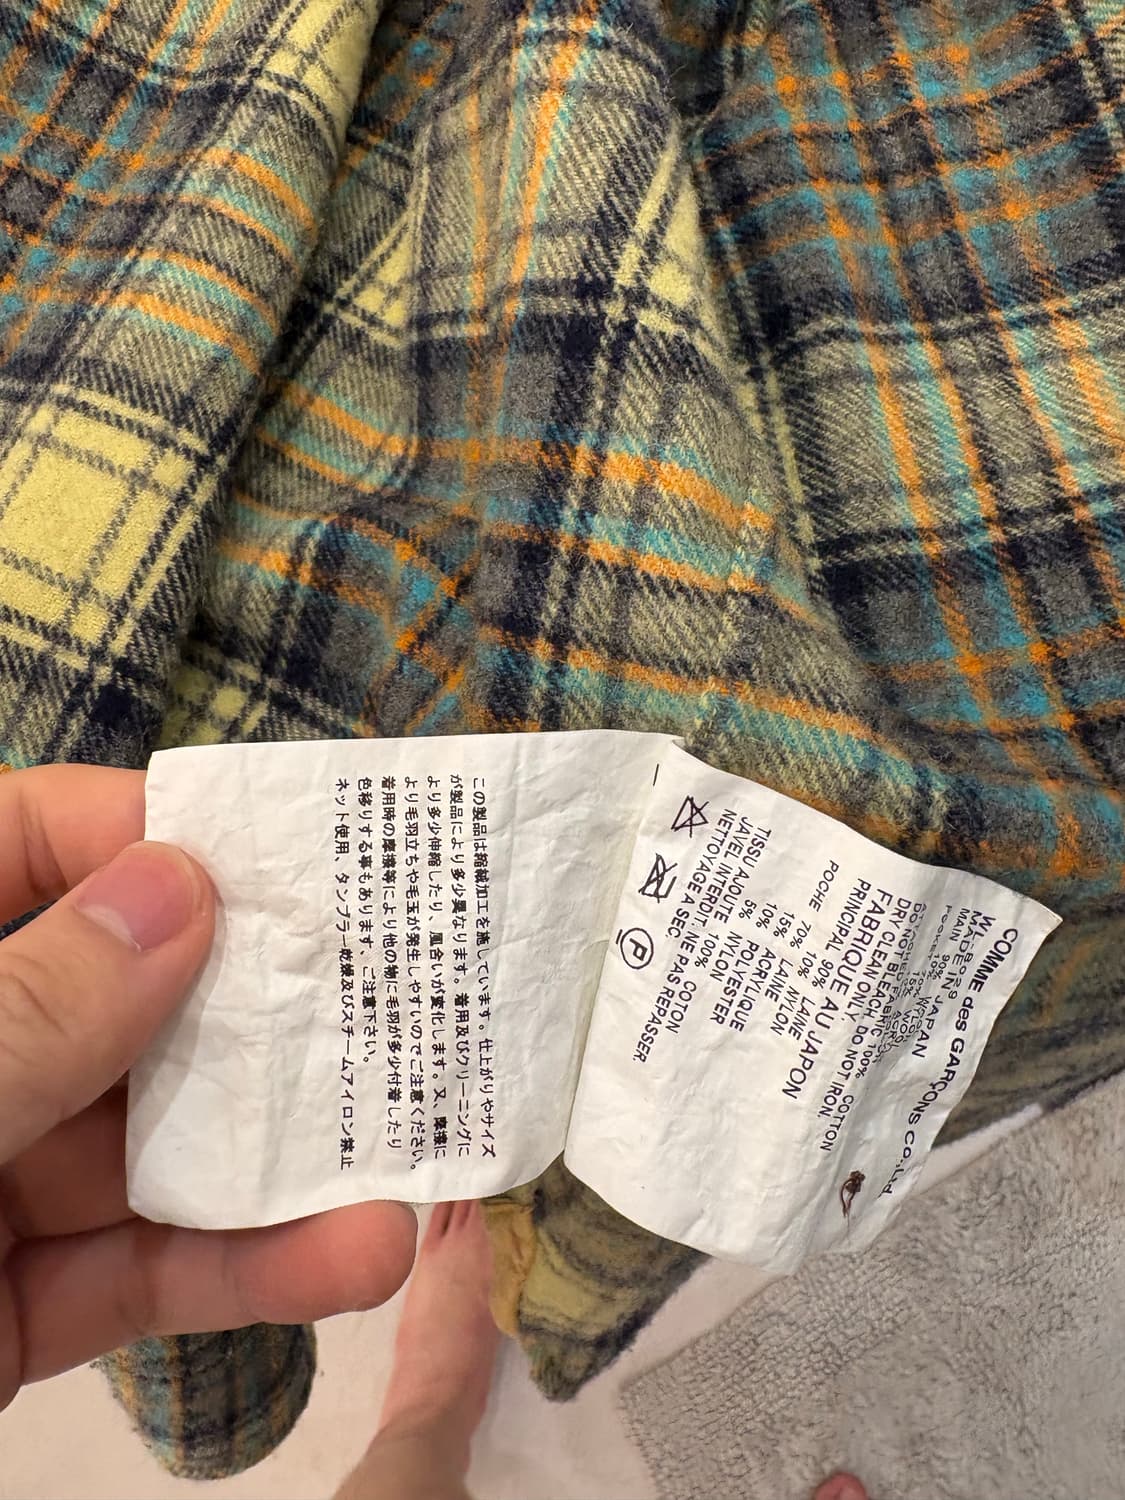 この製品は縮絨加工を施しています。仕上がりやサイズ
が製品により多少異なります。着用及びクリーニングに
より多少伸縮したり、風合いが変化します。又、摩擦に
より毛羽立ちや毛玉が発生しやすいのでご注意ください。
着用時の摩擦等により他の物に毛羽が多少付着したり
色移りする事もあります、ご注意下さい。
ネット使用、タンブラー乾燥及びスチームアイロン禁止
COMME des GARÇONS CO.,Ltd.
MADE IN JAPAN
MAIN 90%
DRY CLEAN ONLY, DO NOT IRON,
DO NOT BLEACH.
100% COTTON
FABRIQUE AU JAPON
PRINCIPAL 90% LAINE
10% NYLON
POCHE 70% LAINE
15% ACRYLIQUE
10% POLYESTER
5% NYLON
TISSU AJOUTE 100% COTON
JAVEL INTERDIT. NE PAS REPASSER
NETTOYAGE A SEC.
P